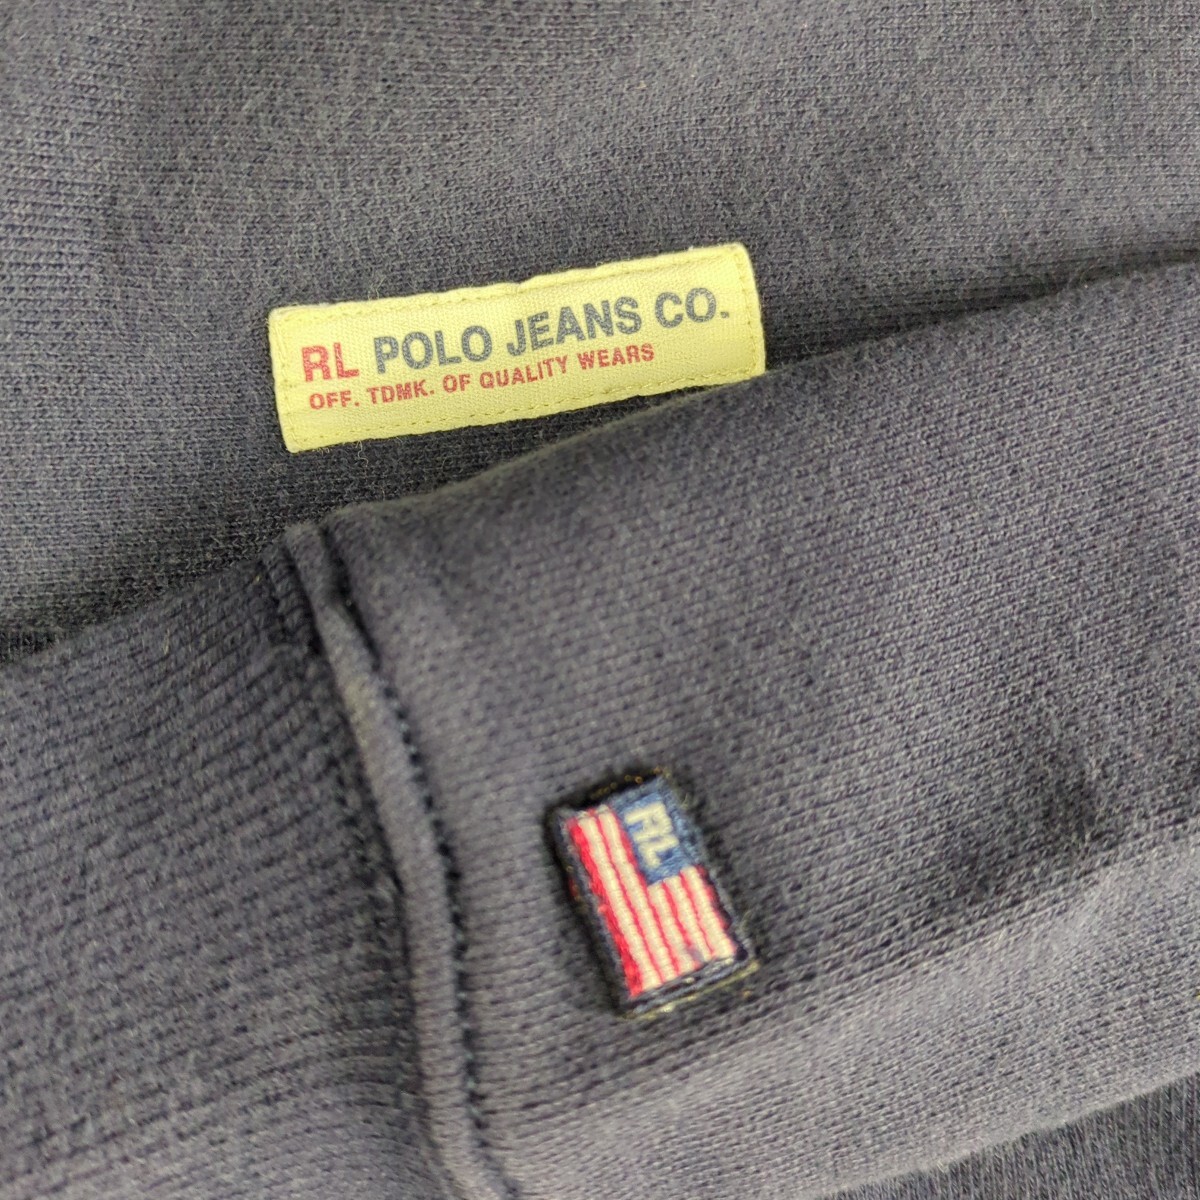 RL POLO JEANS CO.
OFF. TDMK. OF QUALITY WEARS
RL